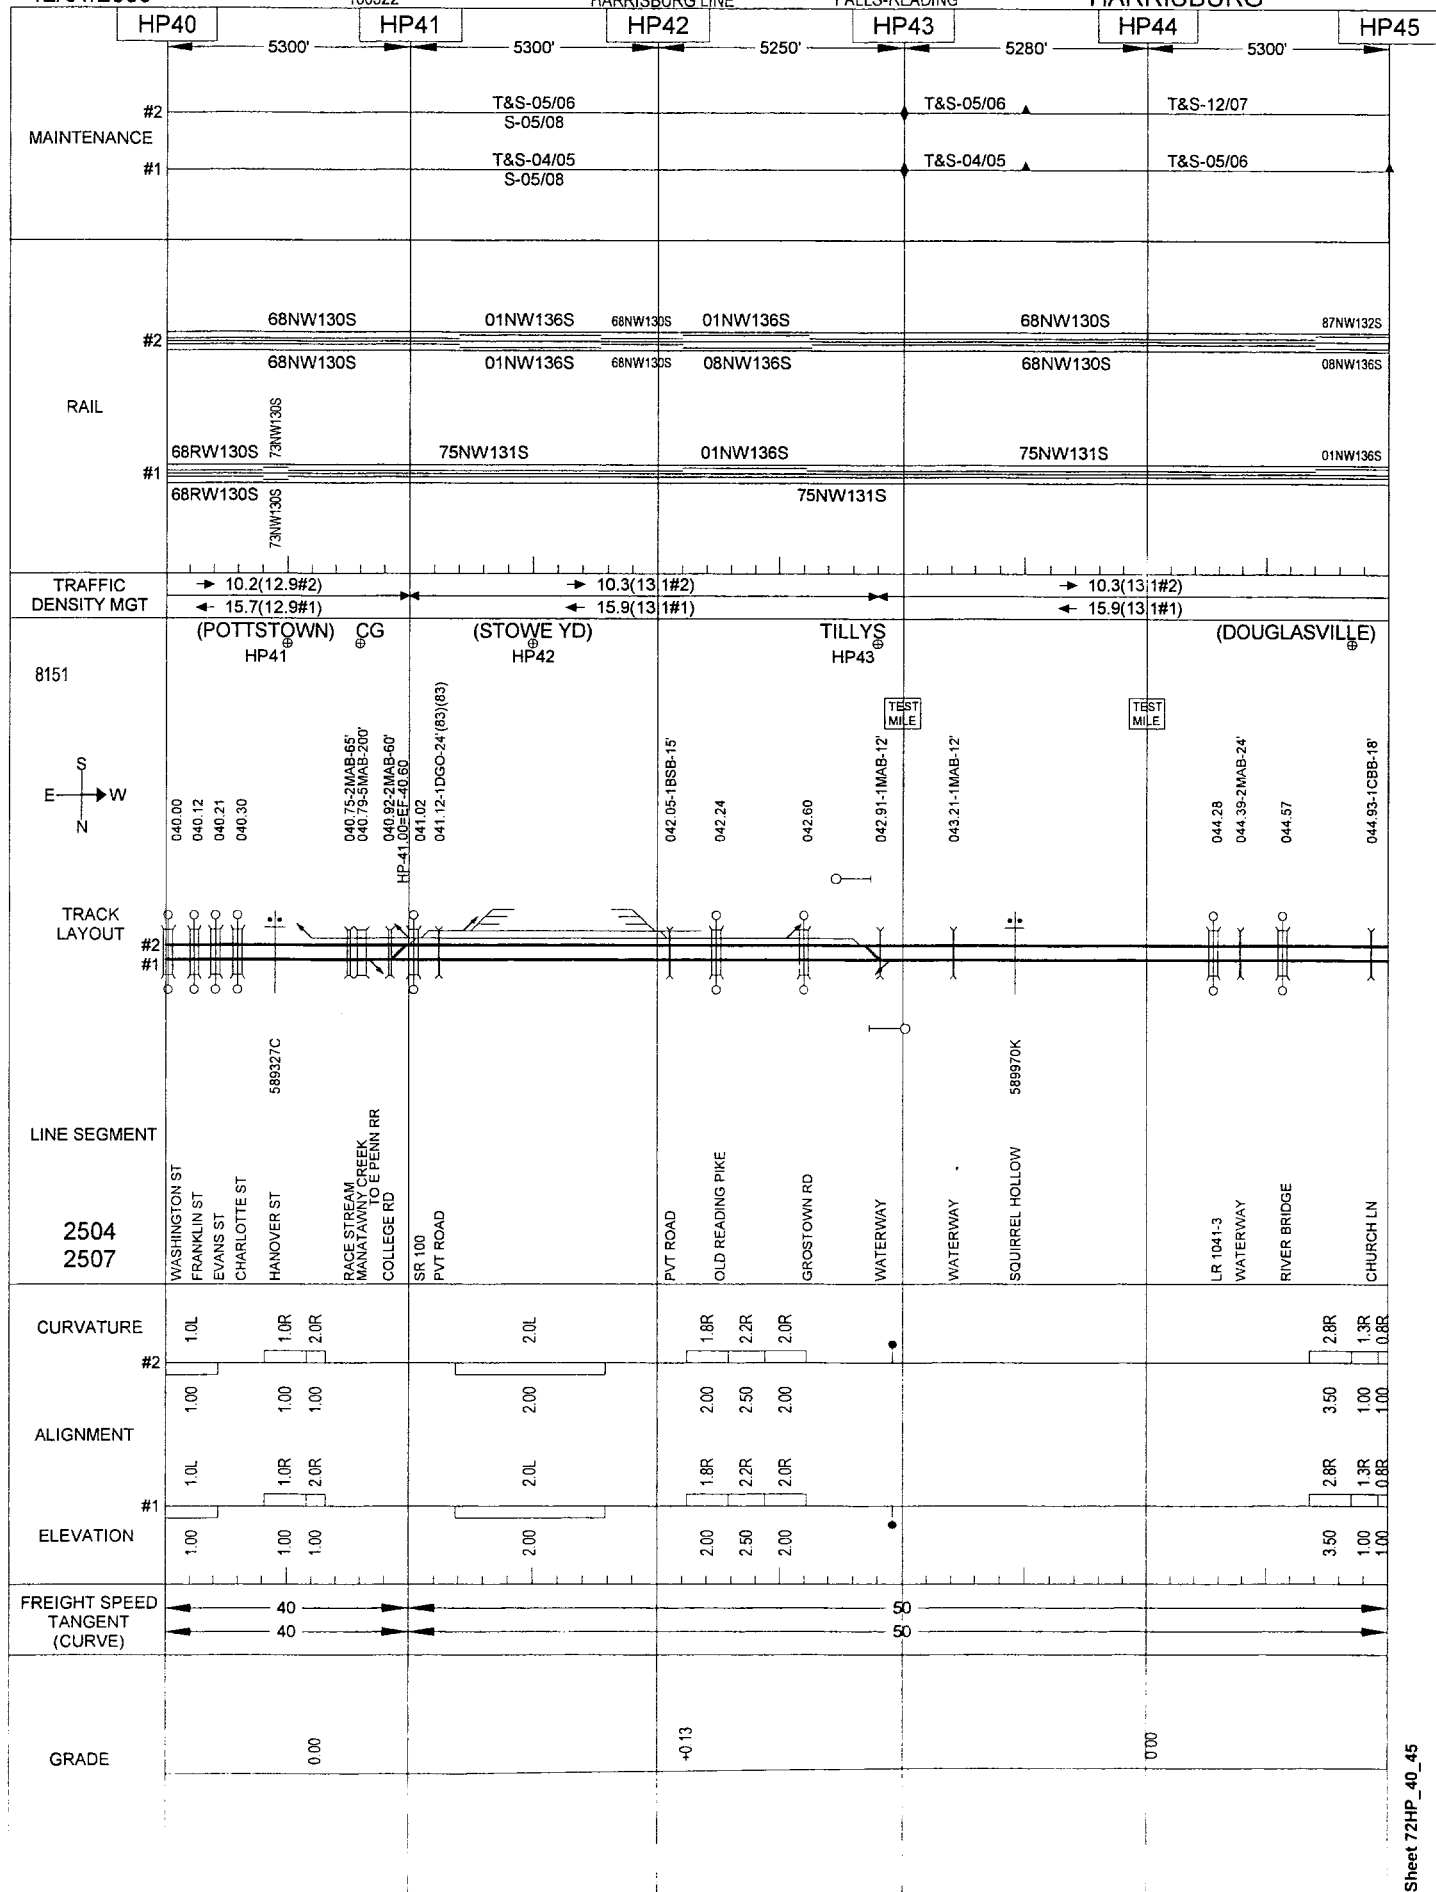 HARRISBURG
HP40 HP41 HP42 HP43 HP44 HP45
5300' 5300' 5250' 5280' 5300'
MAINTENANCE
#2
T&S-05/06 T&S-05/06 T&S-12/07
S-05/08
#1
T&S-04/05 T&S-04/05 T&S-05/06
S-05/08
RAIL
68NW130S 01NW136S 68NW130S 01NW136S 68NW130S 87NW132S
#2
68NW130S 01NW136S 68NW130S 08NW136S 68NW130S 08NW136S
73NW130S
68RW130S 75NW131S 01NW136S 75NW131S 01NW136S
#1
68RW130S 75NW131S
73NW130S
TRAFFIC
DENSITY MGT
10.2(12.9#2) 10.3(13.1#2) 10.3(13.1#2)
15.7(12.9#1) 15.9(13.1#1) 15.9(13.1#1)
(POTTSTOWN) CG (STOWE YD) TILLYS (DOUGLASVILLE)
HP41 HP42 HP43
8151
TEST
MILE
TEST
MILE
S
E W
N
040.00
040.12
040.21
040.30
040.75-2MAB-65'
040.79-5MAB-200'
040.92-2MAB-60'
HP-41.00=EF-40.60
041.02
041.12-1DGO-24'(83)(83)
042.05-1BSB-15'
042.24
042.60
042.91-1MAB-12'
043.21-1MAB-12'
044.28
044.39-2MAB-24'
044.57
044.93-1CBB-18'
TRACK
LAYOUT
#2
#1
589327C
589970K
LINE SEGMENT
2504
2507
WASHINGTON ST
FRANKLIN ST
EVANS ST
CHARLOTTE ST
HANOVER ST
RACE STREAM
MANATAWNY CREEK
TO E PENN RR
COLLEGE RD
SR 100
PVT ROAD
PVT ROAD
OLD READING PIKE
GROSTOWN RD
WATERWAY
WATERWAY
SQUIRREL HOLLOW
LR 1041-3
WATERWAY
RIVER BRIDGE
CHURCH LN
CURVATURE
1.0L 1.0R 2.0R 2.0L 1.8R 2.2R 2.0R 2.8R 1.3R 0.8R
#2
1.00 1.00 1.00 2.00 2.00 2.50 2.00 3.50 1.00 1.00
ALIGNMENT
1.0L 1.0R 2.0R 2.0L 1.8R 2.2R 2.0R 2.8R 1.3R 0.8R
#1
ELEVATION
1.00 1.00 1.00 2.00 2.00 2.50 2.00 3.50 1.00 1.00
FREIGHT SPEED
TANGENT
(CURVE)
40 50
40 50
GRADE
0.00 +0.13 0.00
Sheet 72HP_40_45